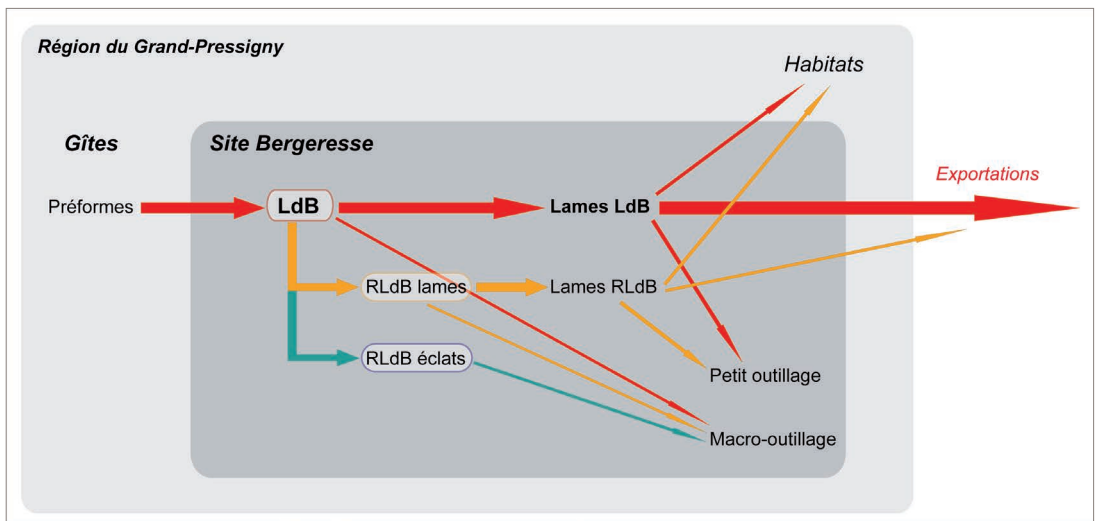 Région du Grand-Pressigny
Habitats
Gîtes
Site Bergeresse
Exportations
Préformes
LdB
Lames LdB
RLdB lames
Lames RLdB
RLdB éclats
Petit outillage
Macro-outillage